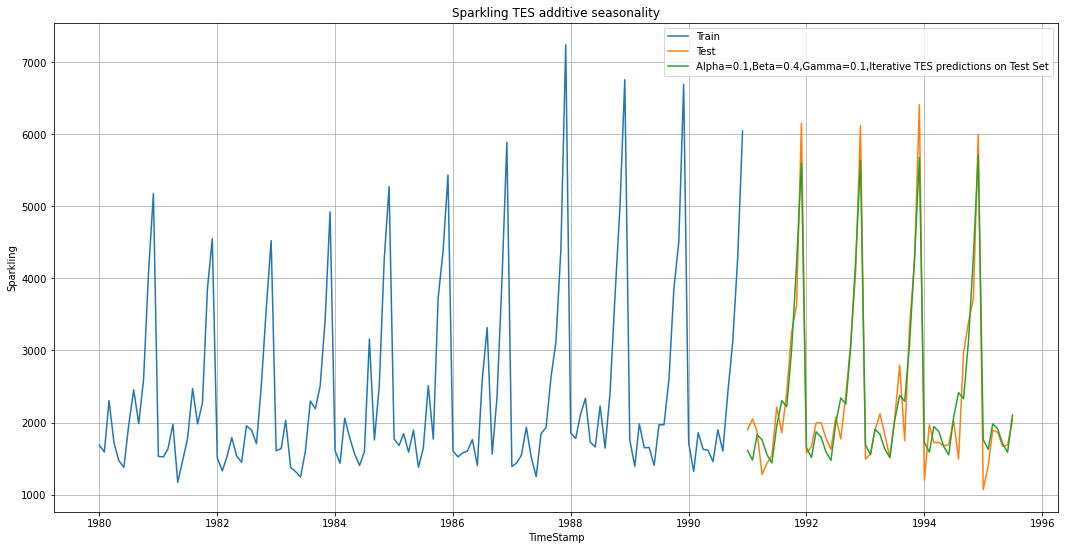 Sparkling TES additive seasonality
Train
Test
Alpha=0.1,Beta=0.4,Gamma=0.1,Iterative TES predictions on Test Set
7000
6000
5000
4000
3000
2000
1000
Sparkling
1980
1982
1984
1986
1988
1990
1992
1994
1996
TimeStamp